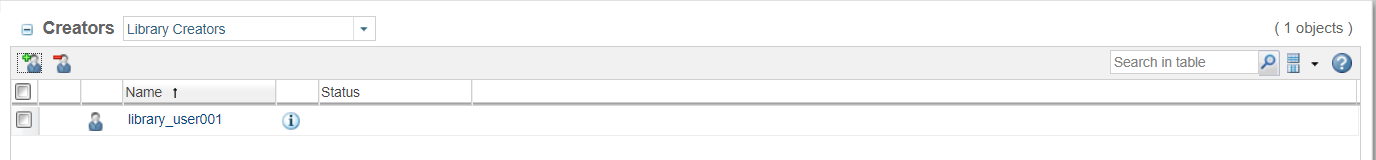 Creators Library Creators ( 1 objects )
Search in table
Name ↑ Status
library_user001